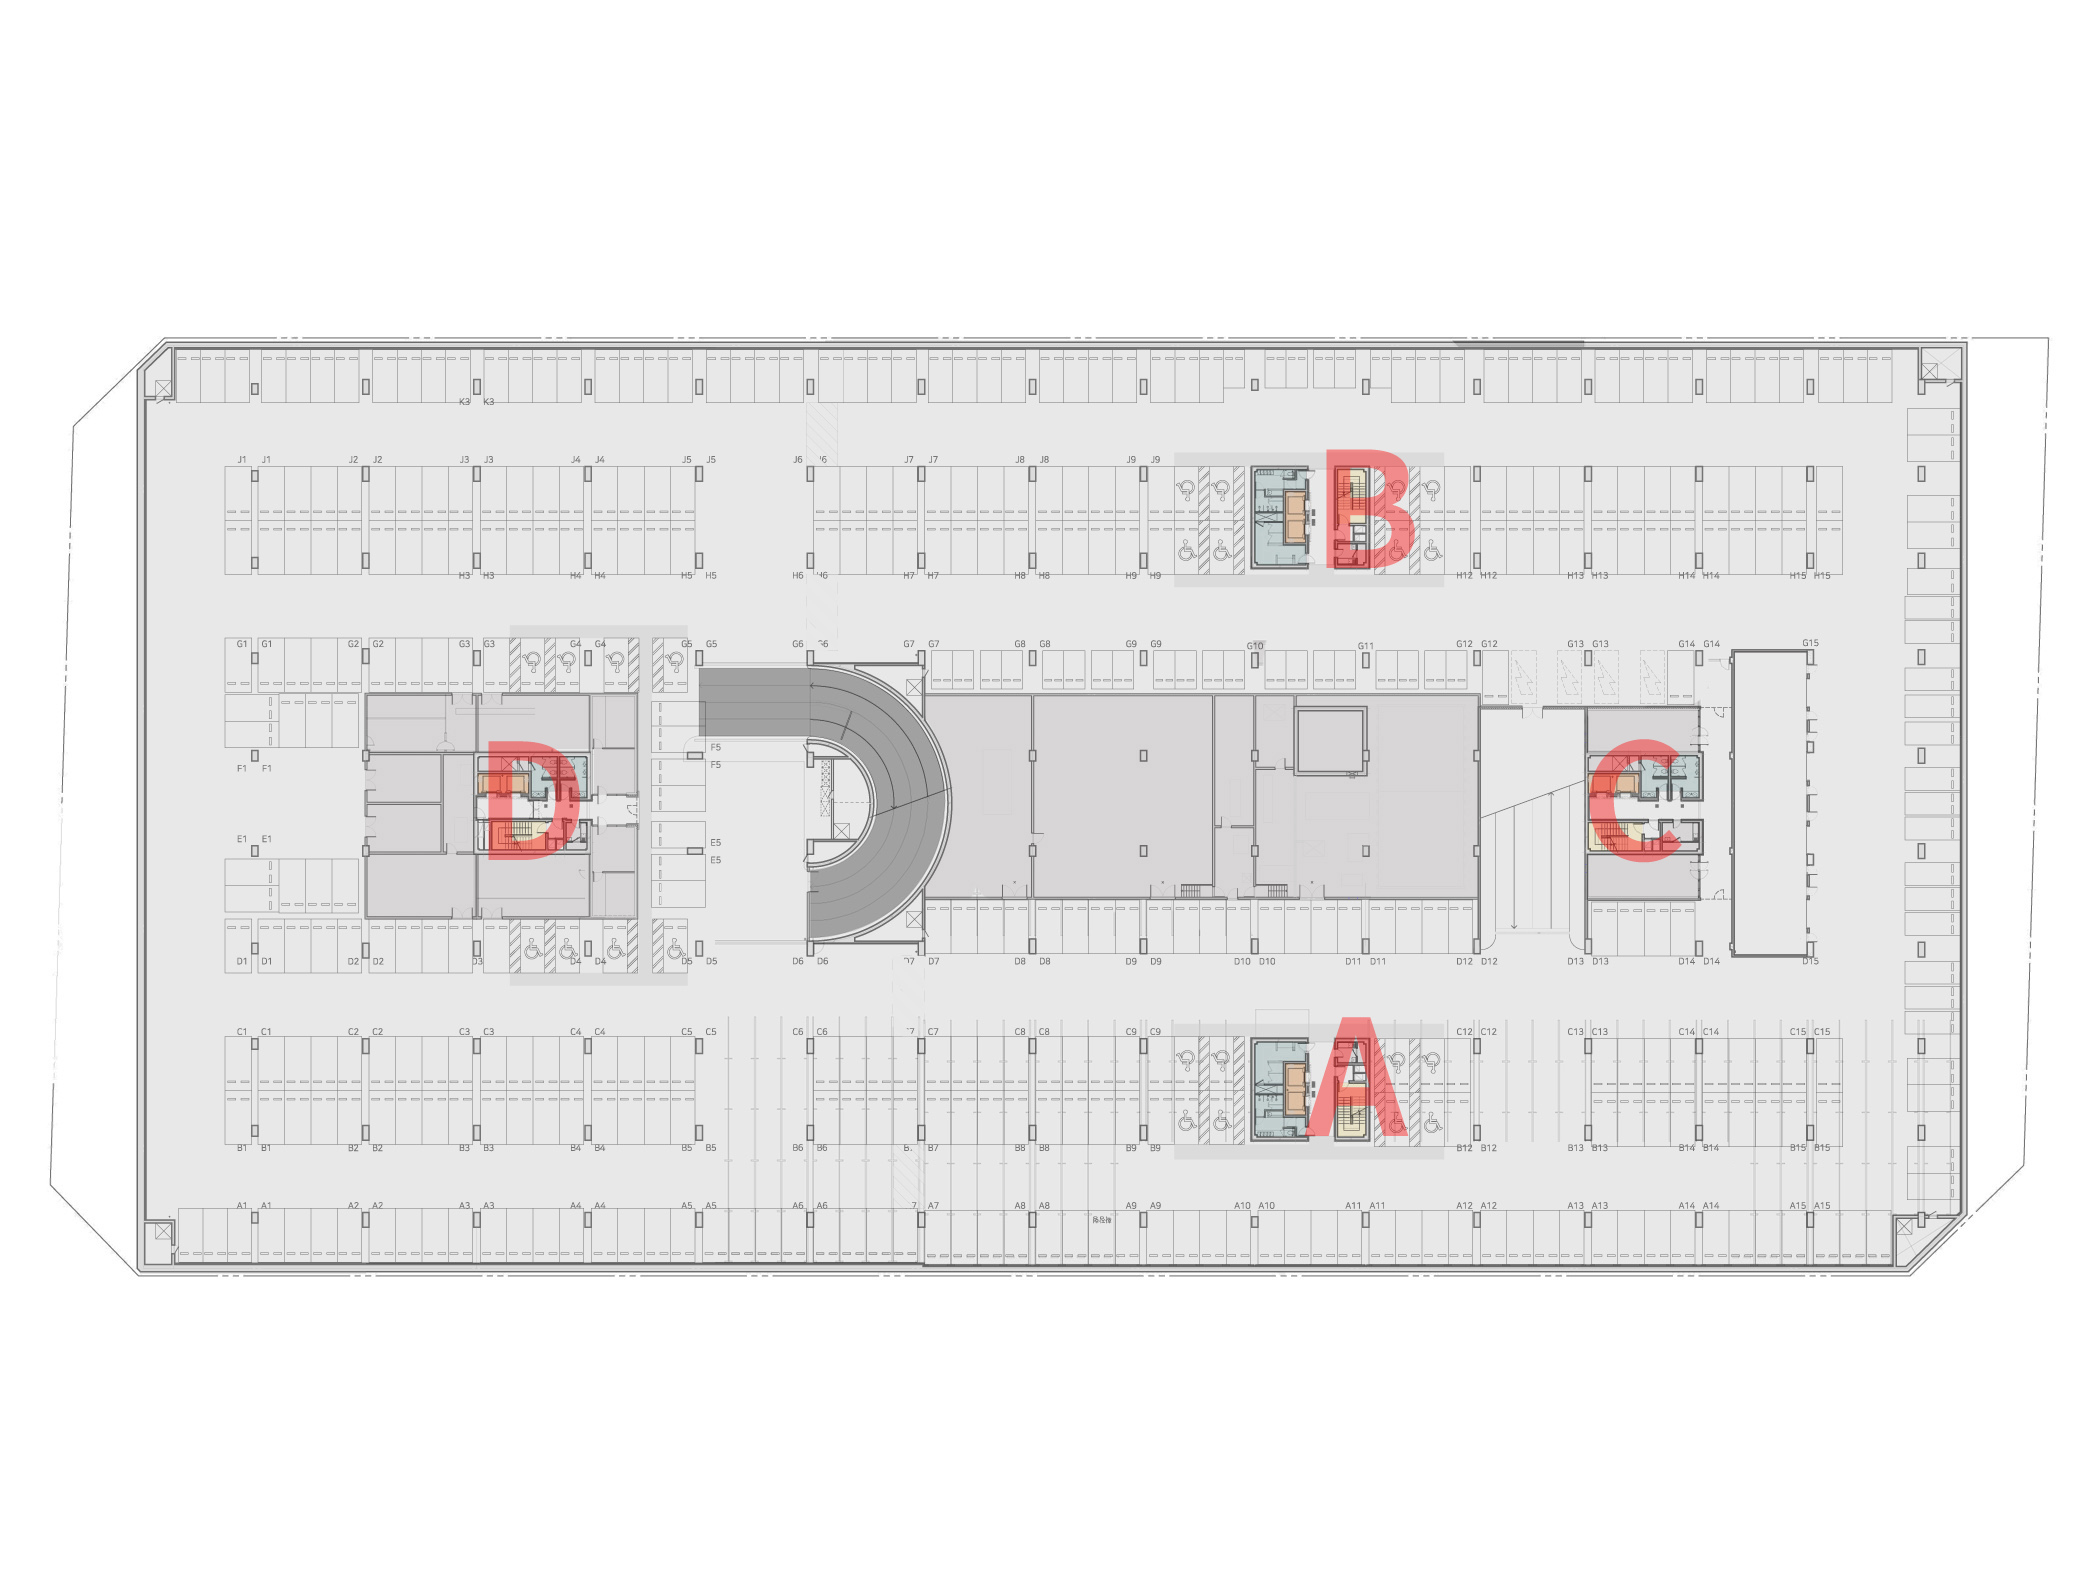 K3 K3
J1 J1 J2 J2 J3 J3 J4 J4 J5 J5 J6 J7 J7 J8 J8 J9 J9
B
H3 H3 H4 H4 H5 H5 H6 H7 H7 H8 H8 H9 H9 H12 H12 H13 H13 H14 H14 H15 H15
G1 G1 G2 G2 G3 G3 G4 G4 G5 G5 G6 G6 G7 G7 G8 G8 G9 G9 G10 G11 G12 G12 G13 G13 G14 G14 G15
F5
F1 F1 F5
D C
E1 E1 E5
E5
D1 D1 D2 D2 D3 D4 D4 D5 D5 D6 D6 D7 D7 D8 D8 D9 D9 D10 D10 D11 D11 D12 D12 D13 D13 D14 D14 D15
C1 C1 C2 C2 C3 C3 C4 C4 C5 C5 C6 C6 C7 C8 C8 C9 C9 C12 C12 C13 C13 C14 C14 C15 C15
A
B1 B1 B2 B2 B3 B3 B4 B4 B5 B5 B6 B6 B7 B8 B8 B9 B9 B12 B12 B13 B13 B14 B14 B15 B15
A1 A1 A2 A2 A3 A3 A4 A4 A5 A5 A6 A6 A7 A8 A8 A9 A9 A10 A10 A11 A11 A12 A12 A13 A13 A14 A14 A15 A15